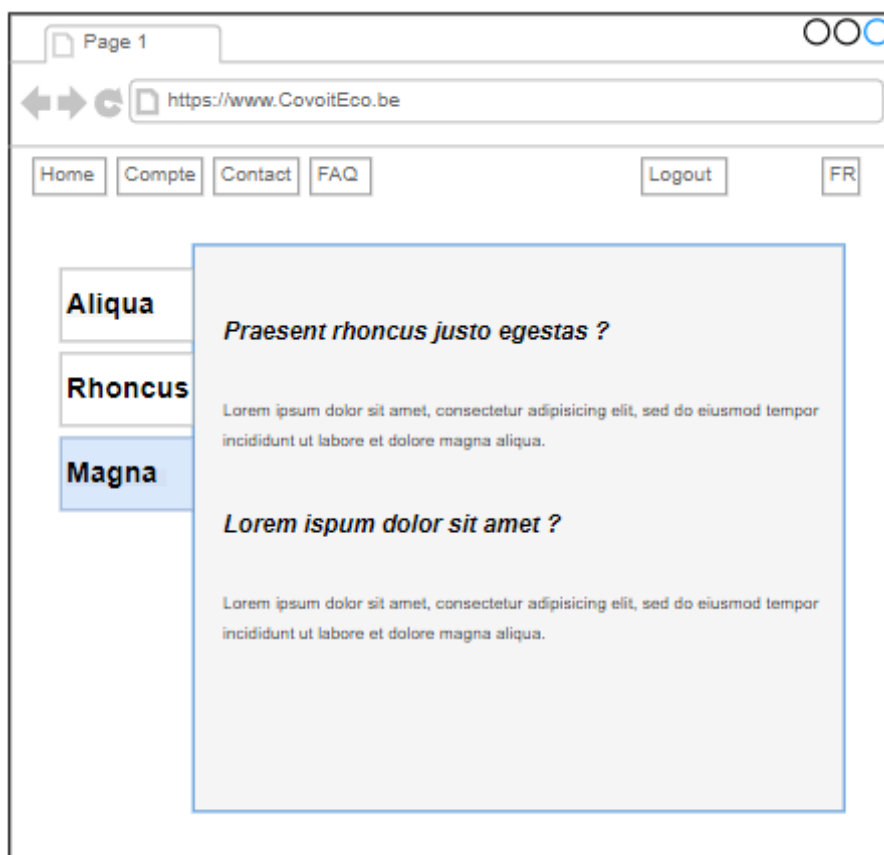 Page 1
https://www.CovoitEco.be
Home Compte Contact FAQ Logout FR
Aliqua
Rhoncus
Magna
Praesent rhoncus justo egestas ?
Lorem ipsum dolor sit amet, consectetur adipisicing elit, sed do eiusmod tempor
incididunt ut labore et dolore magna aliqua.
Lorem ispum dolor sit amet ?
Lorem ipsum dolor sit amet, consectetur adipisicing elit, sed do eiusmod tempor
incididunt ut labore et dolore magna aliqua.